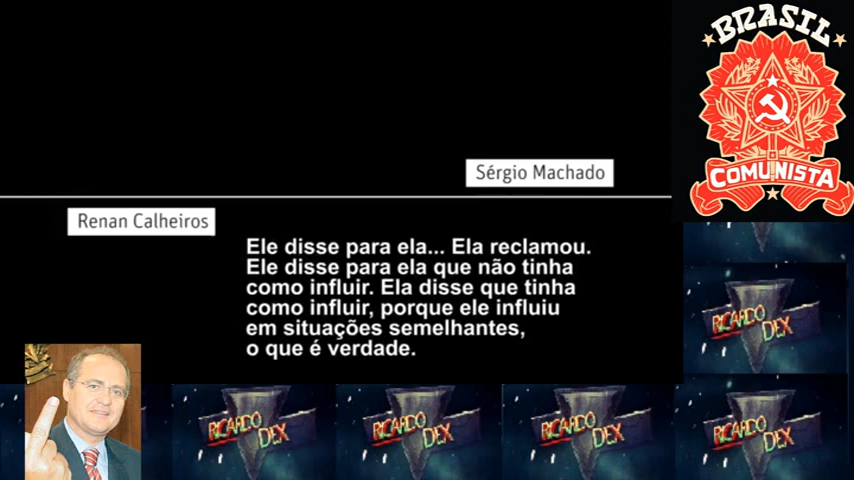 BRASIL
COMUNISTA
Sérgio Machado
Renan Calheiros
Ele disse para ela... Ela reclamou.
Ele disse para ela que não tinha
como influir. Ela disse que tinha
como influir, porque ele influiu
em situações semelhantes,
o que é verdade.
RICARDO
DEX
RICARDO
DEX
RICARDO
DEX
RICARDO
DEX
RICARDO
DEX